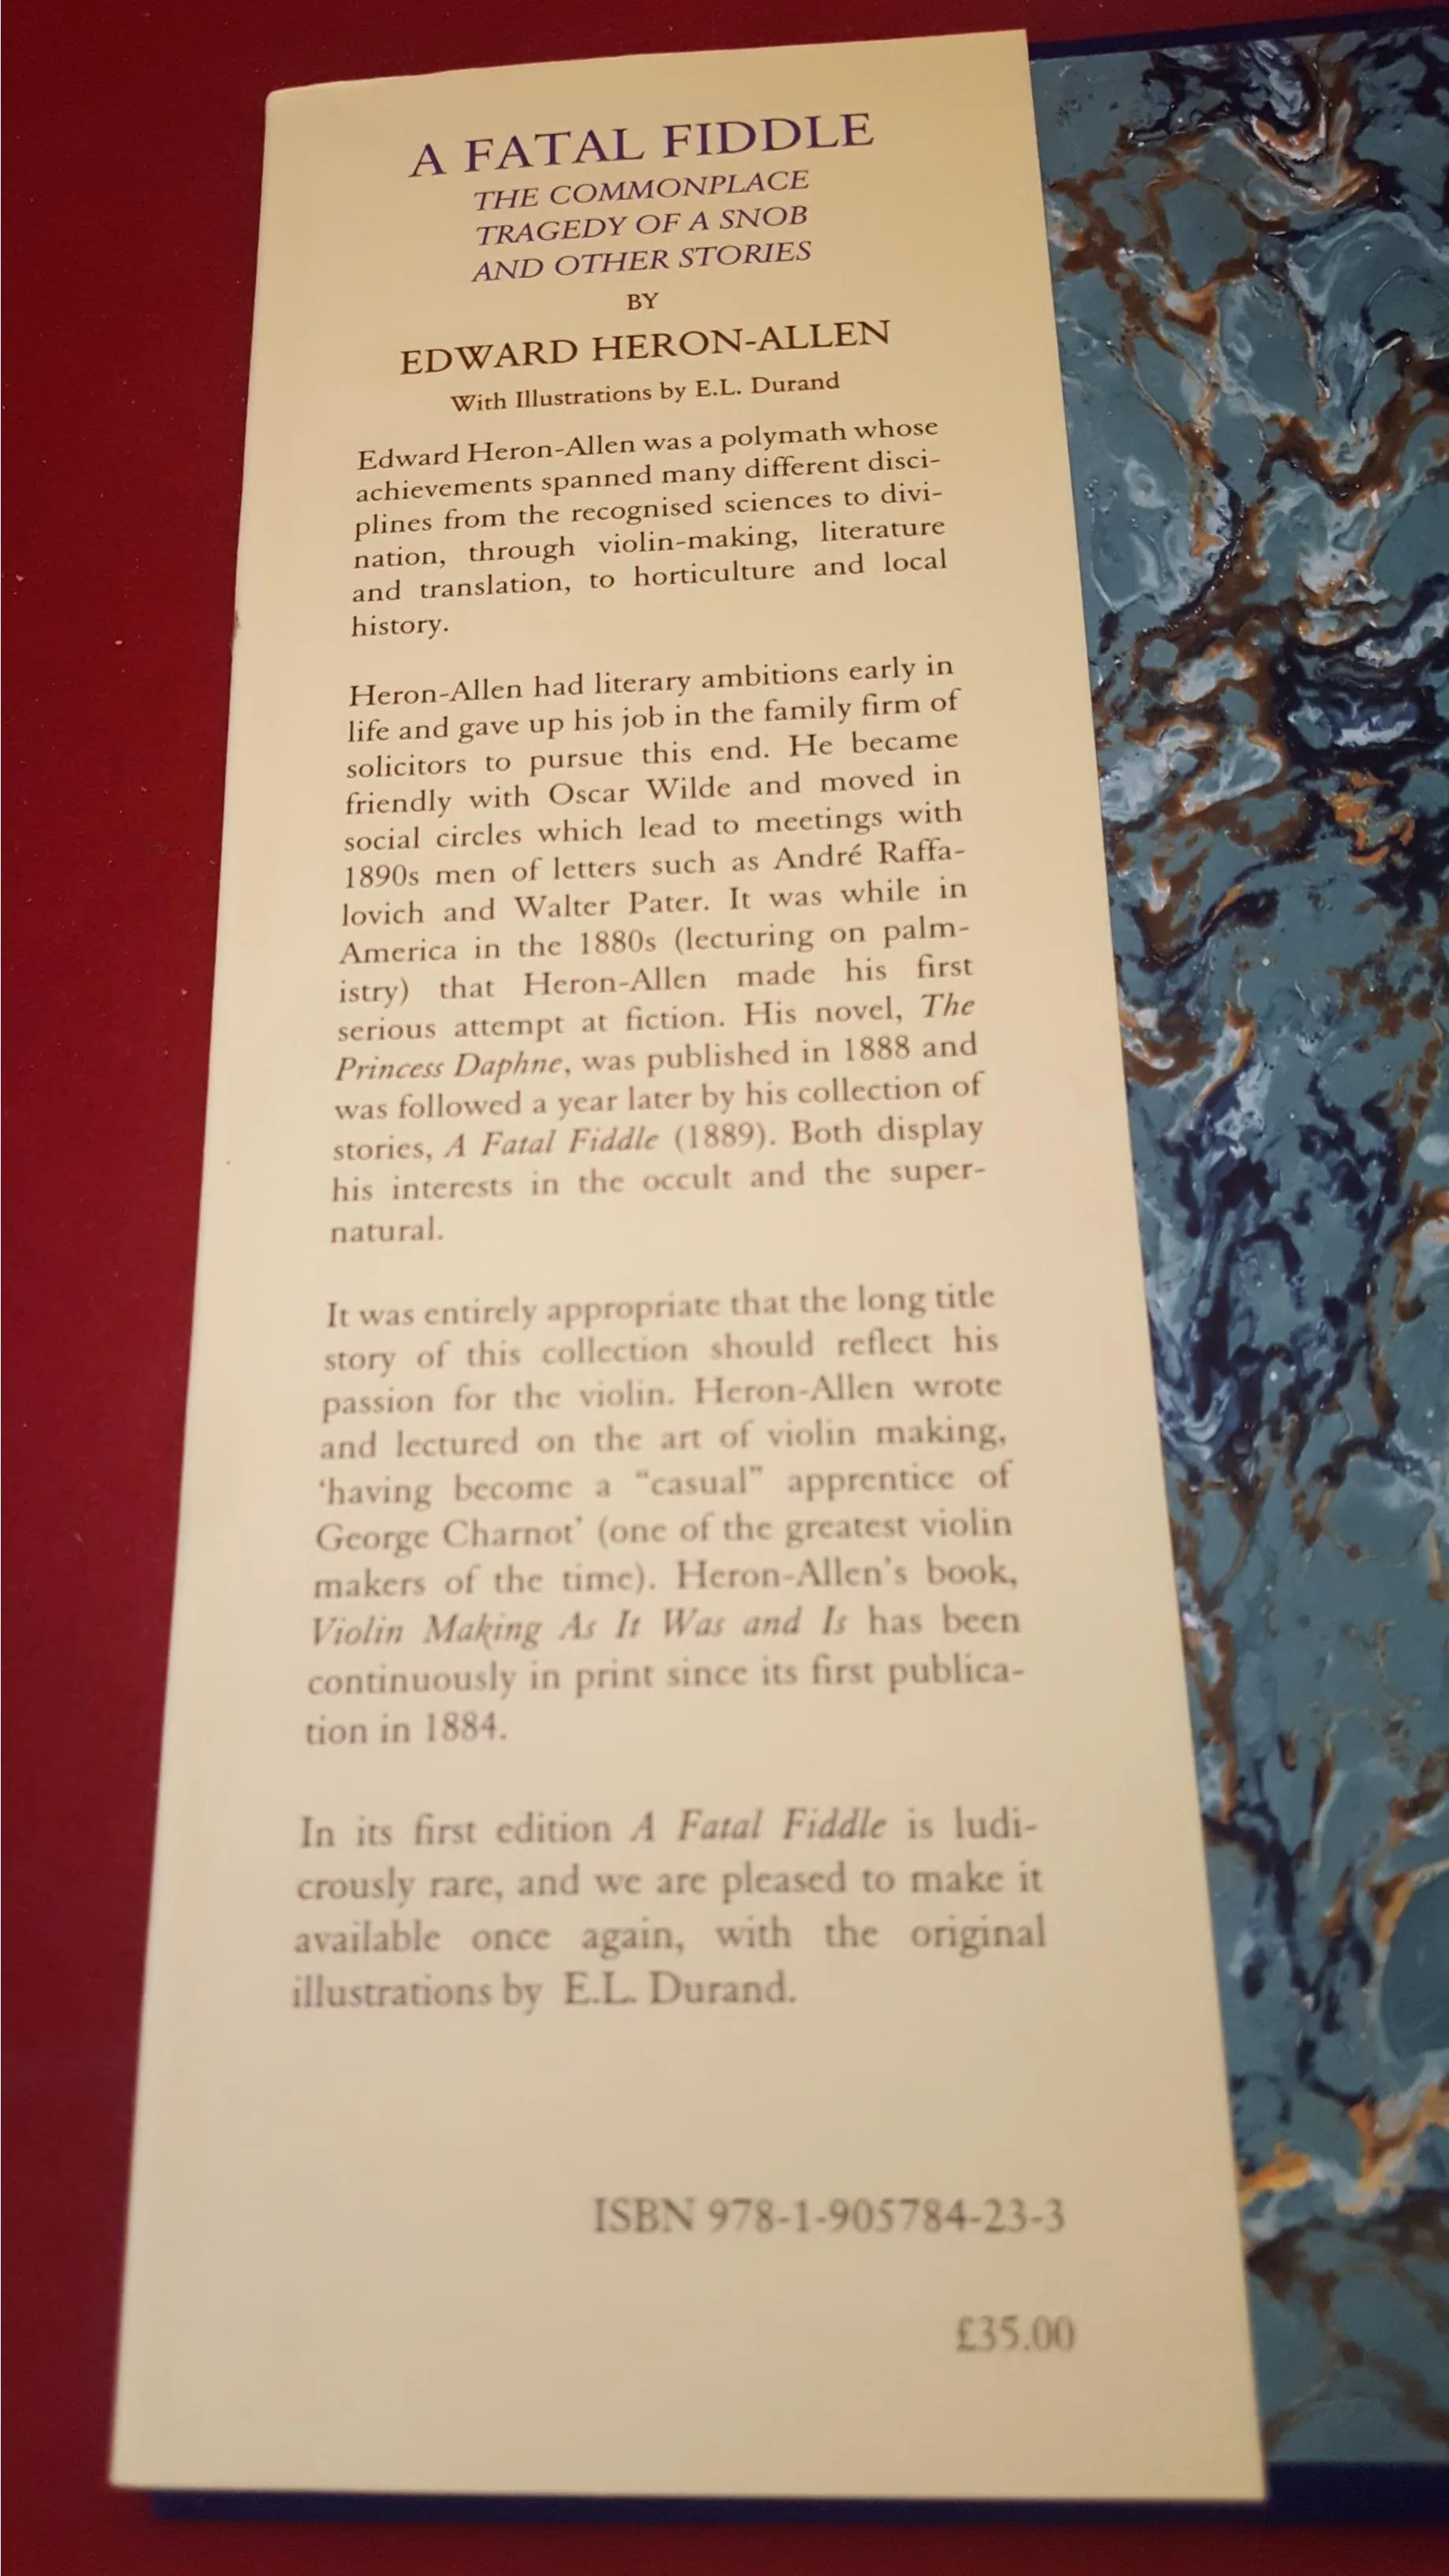 A FATAL FIDDLE
THE COMMONPLACE
TRAGEDY OF A SNOB
AND OTHER STORIES
BY
EDWARD HERON-ALLEN
With Illustrations by E.L. Durand
Edward Heron-Allen was a polymath whose
achievements spanned many different disci-
plines from the recognised sciences to divi-
nation, through violin-making, literature
and translation, to horticulture and local
history.
Heron-Allen had literary ambitions early in
life and gave up his job in the family firm of
solicitors to pursue this end. He became
friendly with Oscar Wilde and moved in
social circles which lead to meetings with
1890s men of letters such as André Raffa-
lovich and Walter Pater. It was while in
America in the 1880s (lecturing on palm-
istry) that Heron-Allen made his first
serious attempt at fiction. His novel, The
Princess Daphne, was published in 1888 and
was followed a year later by his collection of
stories, A Fatal Fiddle (1889). Both display
his interests in the occult and the super-
natural.
It was entirely appropriate that the long title
story of this collection should reflect his
passion for the violin. Heron-Allen wrote
and lectured on the art of violin making,
‘having become a “casual” apprentice of
George Charnot’ (one of the greatest violin
makers of the time). Heron-Allen’s book,
Violin Making As It Was and Is has been
continuously in print since its first publica-
tion in 1884.
In its first edition A Fatal Fiddle is ludi-
crously rare, and we are pleased to make it
available once again, with the original
illustrations by E.L. Durand.
ISBN 978-1-905784-23-3
£35.00